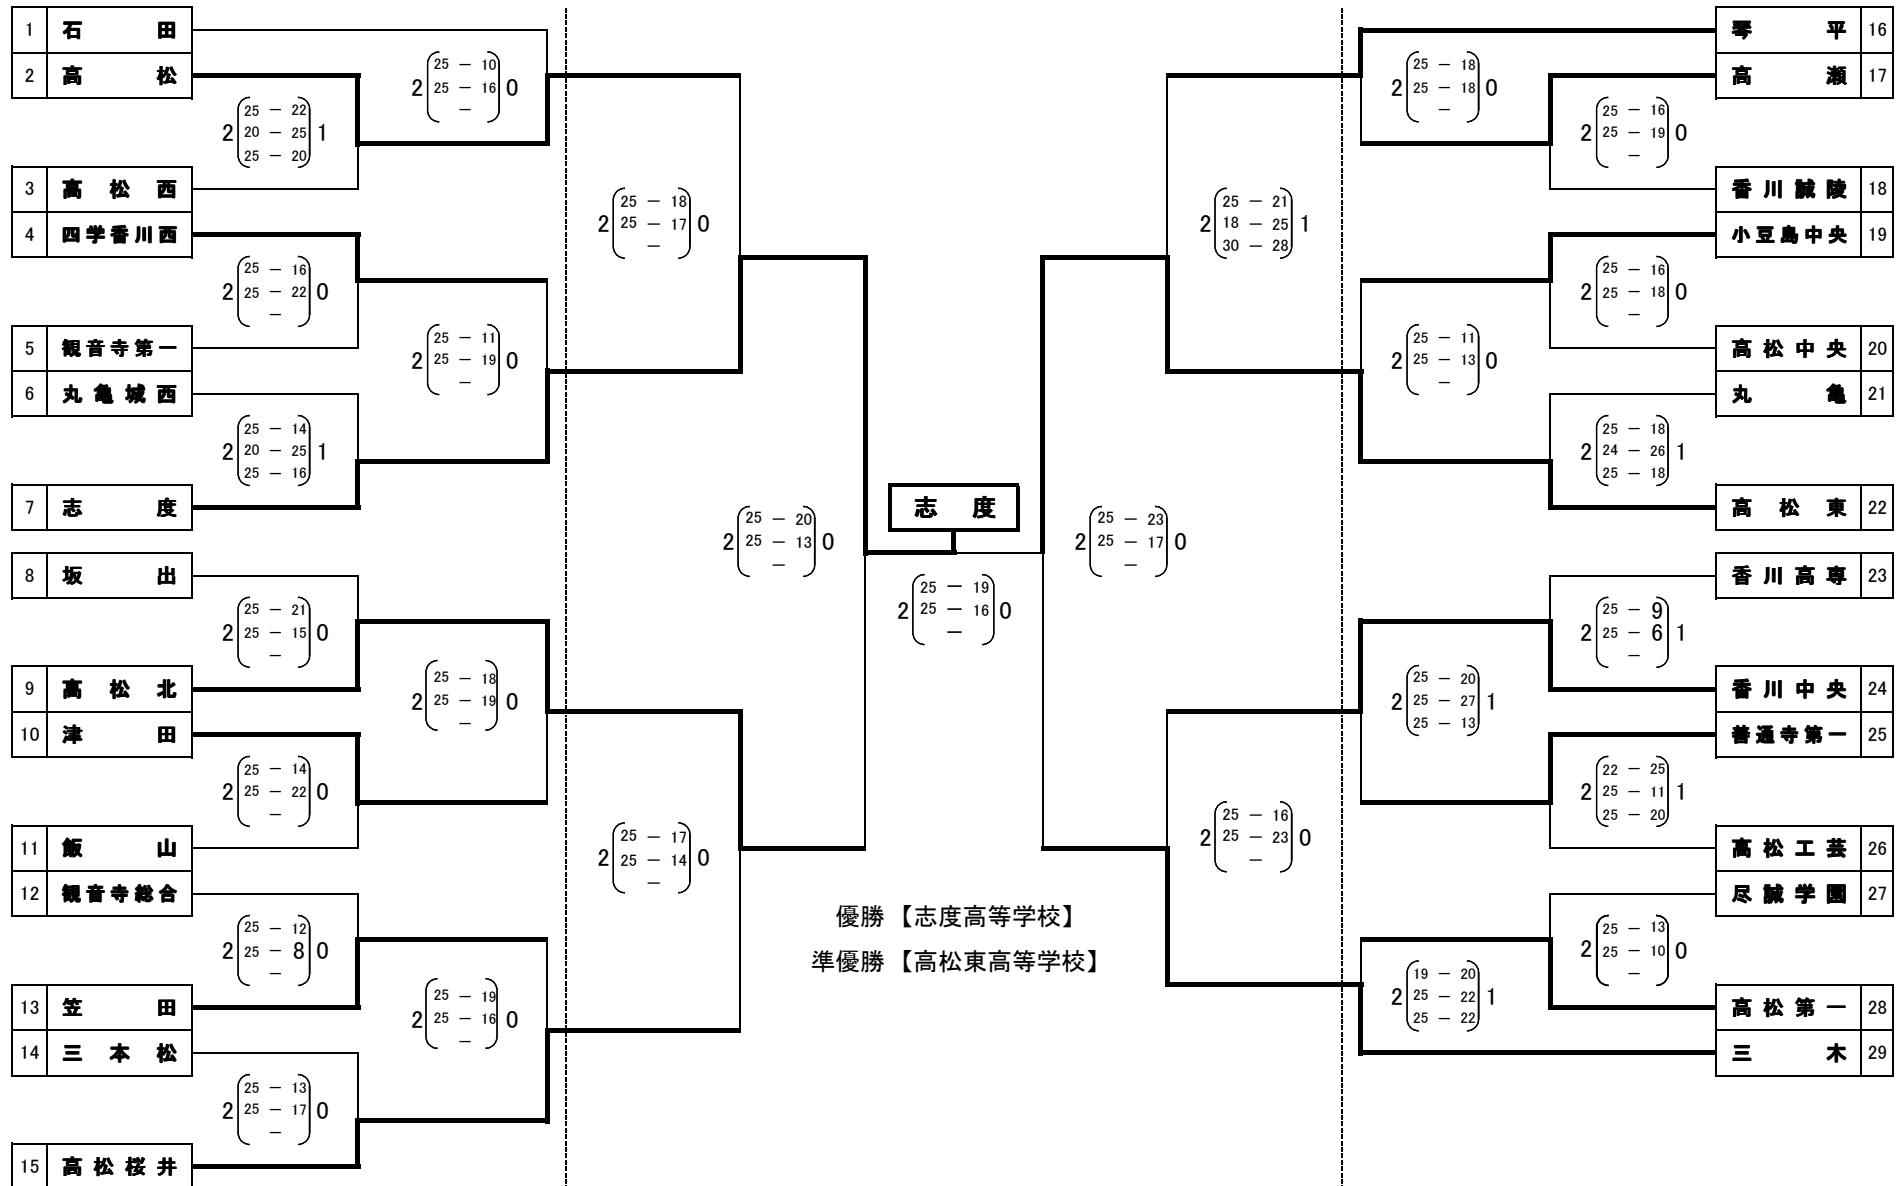 1 石田
2 高松
3 高松西
4 四学香川西
5 観音寺第一
6 丸亀城西
7 志度
8 坂出
9 高松北
10 津田
11 飯山
12 観音寺総合
13 笠田
14 三本松
15 高松桜井
2 25 − 22 1
20 − 25
25 − 20
2 25 − 16 0
25 − 22
−
2 25 − 14 1
20 − 25
25 − 16
2 25 − 21 0
25 − 15
−
2 25 − 14 0
25 − 22
−
2 25 − 12 0
25 − 8
−
2 25 − 13 0
25 − 17
−
2 25 − 10 0
25 − 16
−
2 25 − 11 0
25 − 19
−
2 25 − 18 0
25 − 19
−
2 25 − 19 0
25 − 16
−
2 25 − 18 0
25 − 17
−
2 25 − 17 0
25 − 14
−
2 25 − 20 0
25 − 13
−
志度
2 25 − 19 0
25 − 16
−
優勝【志度高等学校】
準優勝【高松東高等学校】
2 25 − 23 0
25 − 17
−
2 25 − 21 1
18 − 25
30 − 28
2 25 − 16 0
25 − 23
−
2 25 − 18 0
25 − 18
−
2 25 − 11 0
25 − 13
−
2 25 − 20 1
25 − 27
25 − 13
2 19 − 20 1
25 − 22
25 − 22
2 25 − 16 0
25 − 19
−
2 25 − 16 0
25 − 18
−
2 25 − 18 1
24 − 26
25 − 18
2 25 − 9 1
25 − 6
−
2 22 − 25 1
25 − 11
25 − 20
2 25 − 13 0
25 − 10
−
琴平 16
高瀬 17
香川誠陵 18
小豆島中央 19
高松中央 20
丸亀 21
高松東 22
香川高専 23
香川中央 24
善通寺第一 25
高松工芸 26
尽誠学園 27
高松第一 28
三木 29